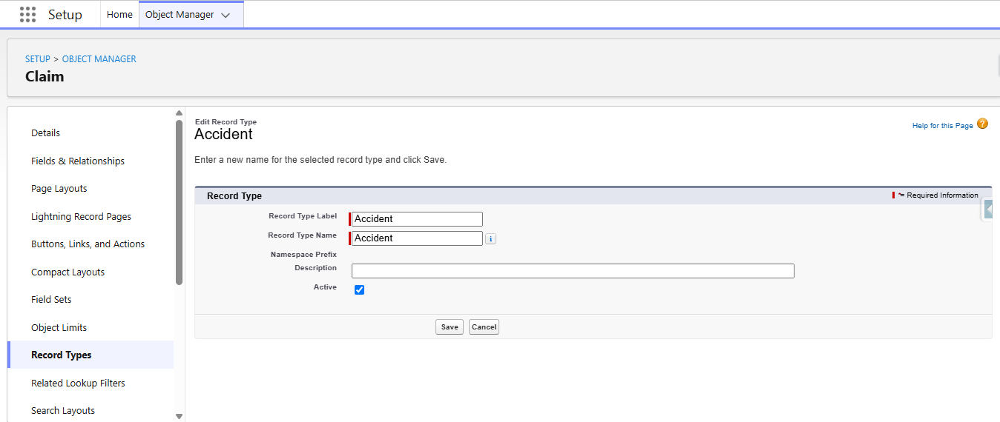 Setup Home Object Manager
SETUP > OBJECT MANAGER
Claim
Details
Fields & Relationships
Page Layouts
Lightning Record Pages
Buttons, Links, and Actions
Compact Layouts
Field Sets
Object Limits
Record Types
Related Lookup Filters
Search Layouts
Edit Record Type
Accident
Help for this Page ?
Enter a new name for the selected record type and click Save.
Record Type
*= Required Information
Record Type Label Accident
Record Type Name Accident i
Namespace Prefix
Description
Active
Save Cancel